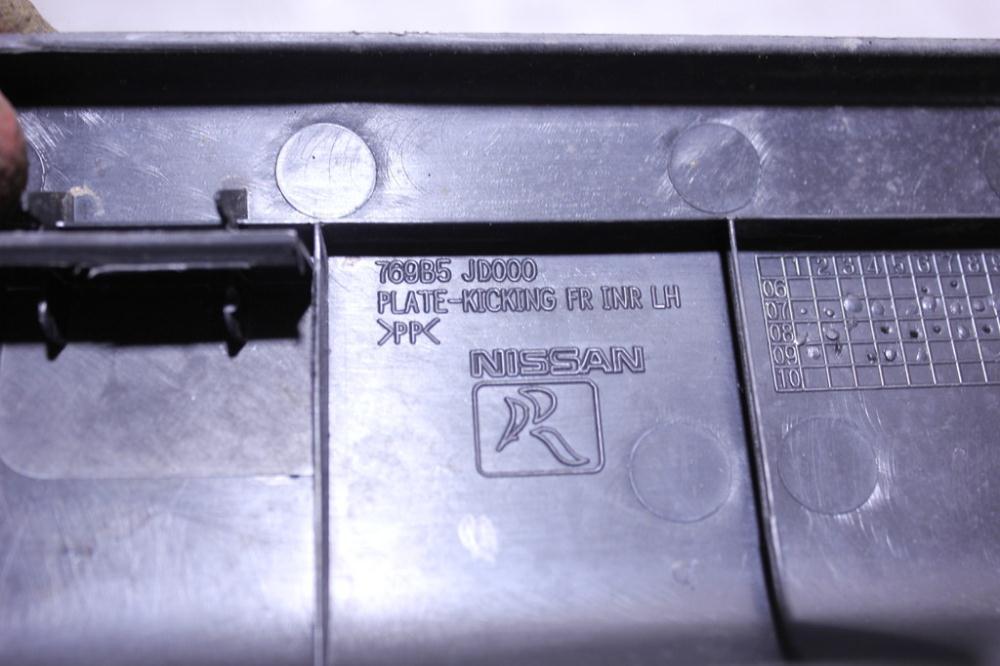 769B5 JD000
PLATE-KICKING FR INR LH
>PP<
NISSAN
R
1 2 3 4 5 6 7 8
06
07
08
09
10